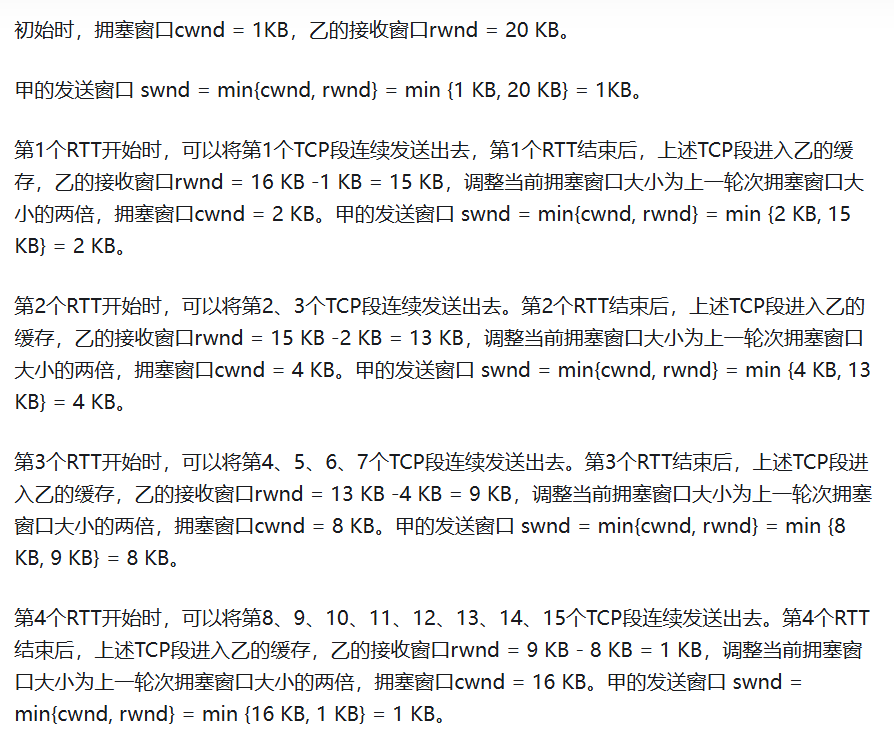 初始时，拥塞窗口cwnd = 1KB，乙的接收窗口rwnd = 20 KB。
甲的发送窗口 swnd = min{cwnd, rwnd} = min {1 KB, 20 KB} = 1KB。
第1个RTT开始时，可以将第1个TCP段连续发送出去，第1个RTT结束后，上述TCP段进入乙的缓
存，乙的接收窗口rwnd = 16 KB -1 KB = 15 KB，调整当前拥塞窗口大小为上一轮次拥塞窗口大
小的两倍，拥塞窗口cwnd = 2 KB。甲的发送窗口 swnd = min{cwnd, rwnd} = min {2 KB, 15
KB} = 2 KB。
第2个RTT开始时，可以将第2、3个TCP段连续发送出去。第2个RTT结束后，上述TCP段进入乙的
缓存，乙的接收窗口rwnd = 15 KB -2 KB = 13 KB，调整当前拥塞窗口大小为上一轮次拥塞窗口
大小的两倍，拥塞窗口cwnd = 4 KB。甲的发送窗口 swnd = min{cwnd, rwnd} = min {4 KB, 13
KB} = 4 KB。
第3个RTT开始时，可以将第4、5、6、7个TCP段连续发送出去。第3个RTT结束后，上述TCP段进
入乙的缓存，乙的接收窗口rwnd = 13 KB -4 KB = 9 KB，调整当前拥塞窗口大小为上一轮次拥塞
窗口大小的两倍，拥塞窗口cwnd = 8 KB。甲的发送窗口 swnd = min{cwnd, rwnd} = min {8
KB, 9 KB} = 8 KB。
第4个RTT开始时，可以将第8、9、10、11、12、13、14、15个TCP段连续发送出去。第4个RTT
结束后，上述TCP段进入乙的缓存，乙的接收窗口rwnd = 9 KB - 8 KB = 1 KB，调整当前拥塞窗
口大小为上一轮次拥塞窗口大小的两倍，拥塞窗口cwnd = 16 KB。甲的发送窗口 swnd =
min{cwnd, rwnd} = min {16 KB, 1 KB} = 1 KB。